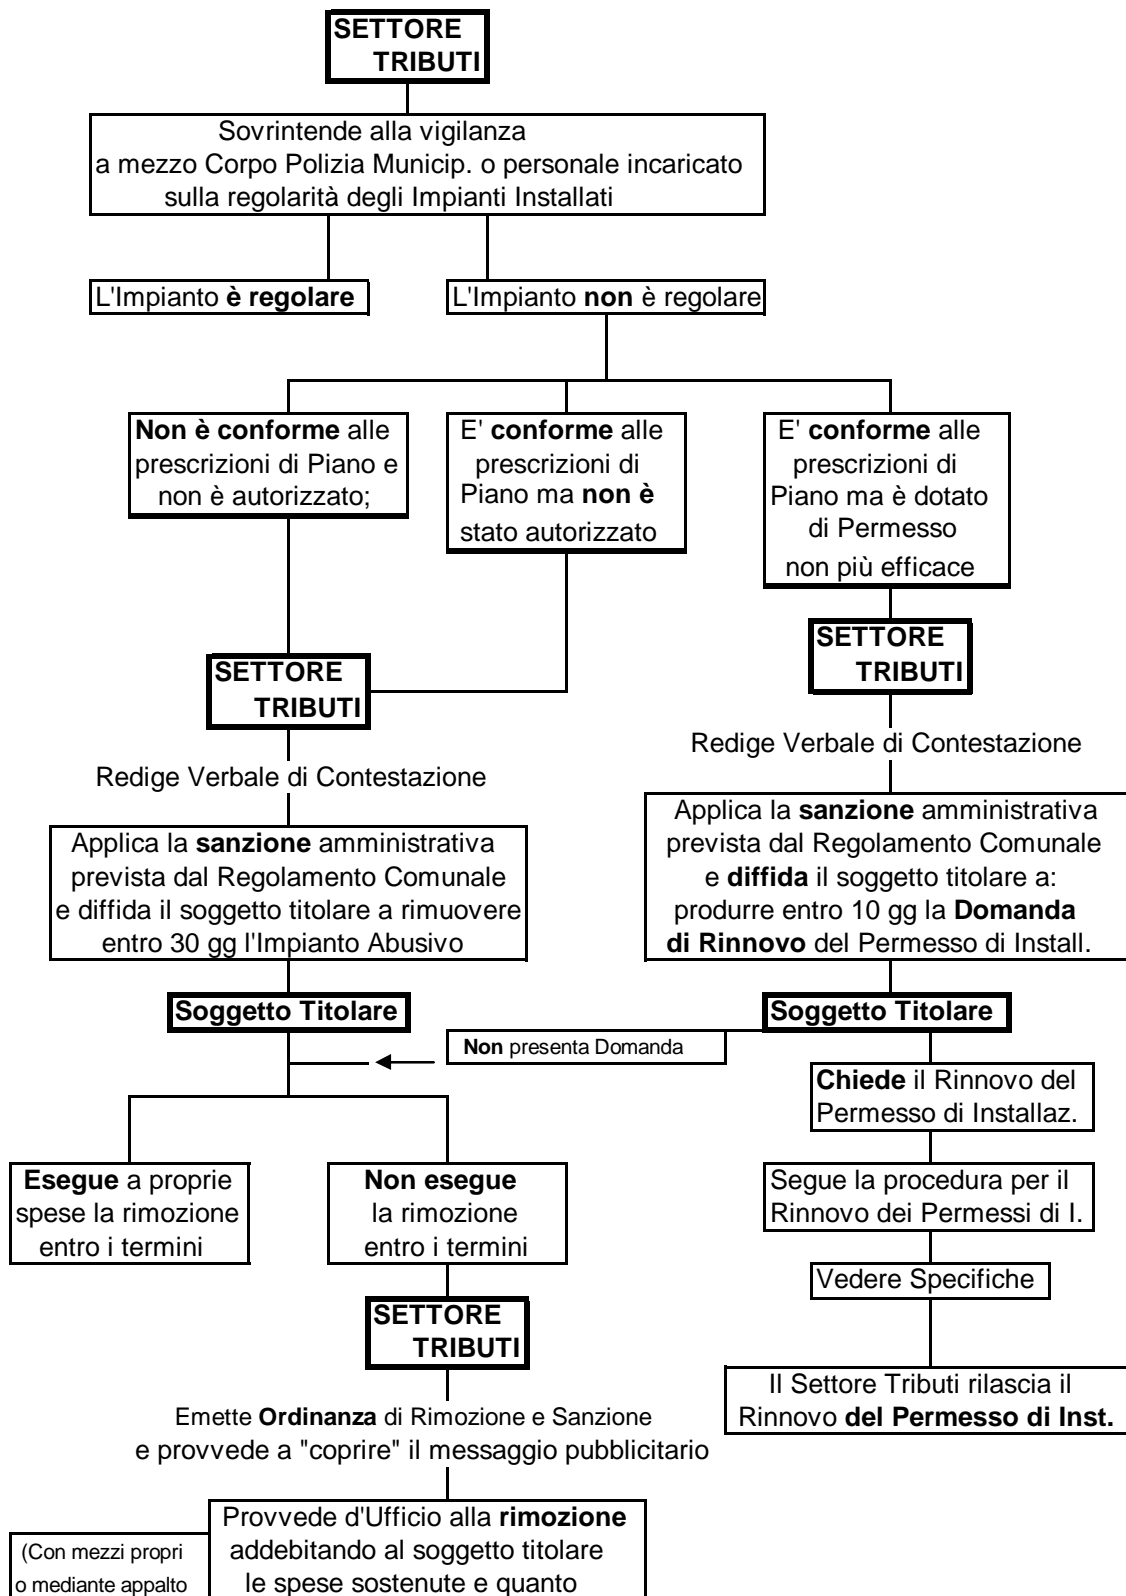 SETTORE
TRIBUTI
Sovrintende alla vigilanza
a mezzo Corpo Polizia Municip. o personale incaricato
sulla regolarità degli Impianti Installati
L'Impianto è regolare
L'Impianto non è regolare
Non è conforme alle
prescrizioni di Piano e
non è autorizzato;
E' conforme alle
prescrizioni di
Piano ma non è
stato autorizzato
E' conforme alle
prescrizioni di
Piano ma è dotato
di Permesso
non più efficace
SETTORE
TRIBUTI
Redige Verbale di Contestazione
Applica la sanzione amministrativa
prevista dal Regolamento Comunale
e diffida il soggetto titolare a rimuovere
entro 30 gg l'Impianto Abusivo
Soggetto Titolare
SETTORE
TRIBUTI
Redige Verbale di Contestazione
Applica la sanzione amministrativa
prevista dal Regolamento Comunale
e diffida il soggetto titolare a:
produrre entro 10 gg la Domanda
di Rinnovo del Permesso di Install.
Soggetto Titolare
Non presenta Domanda
Chiede il Rinnovo del
Permesso di Installaz.
Segue la procedura per il
Rinnovo dei Permessi di I.
Vedere Specifiche
Il Settore Tributi rilascia il
Rinnovo del Permesso di Inst.
Esegue a proprie
spese la rimozione
entro i termini
Non esegue
la rimozione
entro i termini
SETTORE
TRIBUTI
Emette Ordinanza di Rimozione e Sanzione
e provvede a "coprire" il messaggio pubblicitario
Provvede d'Ufficio alla rimozione
addebitando al soggetto titolare
le spese sostenute e quanto
(Con mezzi propri
o mediante appalto